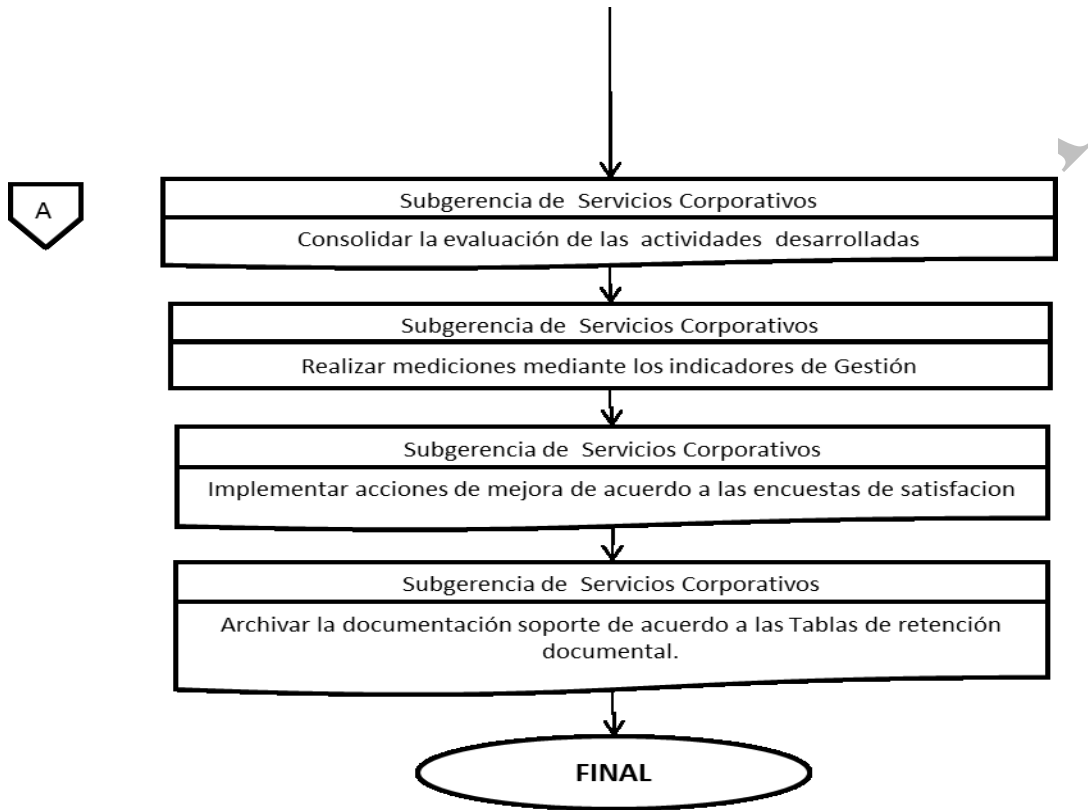 A
Subgerencia de Servicios Corporativos
Consolidar la evaluación de las actividades desarrolladas
Subgerencia de Servicios Corporativos
Realizar mediciones mediante los indicadores de Gestión
Subgerencia de Servicios Corporativos
Implementar acciones de mejora de acuerdo a las encuestas de satisfacion
Subgerencia de Servicios Corporativos
Archivar la documentación soporte de acuerdo a las Tablas de retención
documental.
FINAL